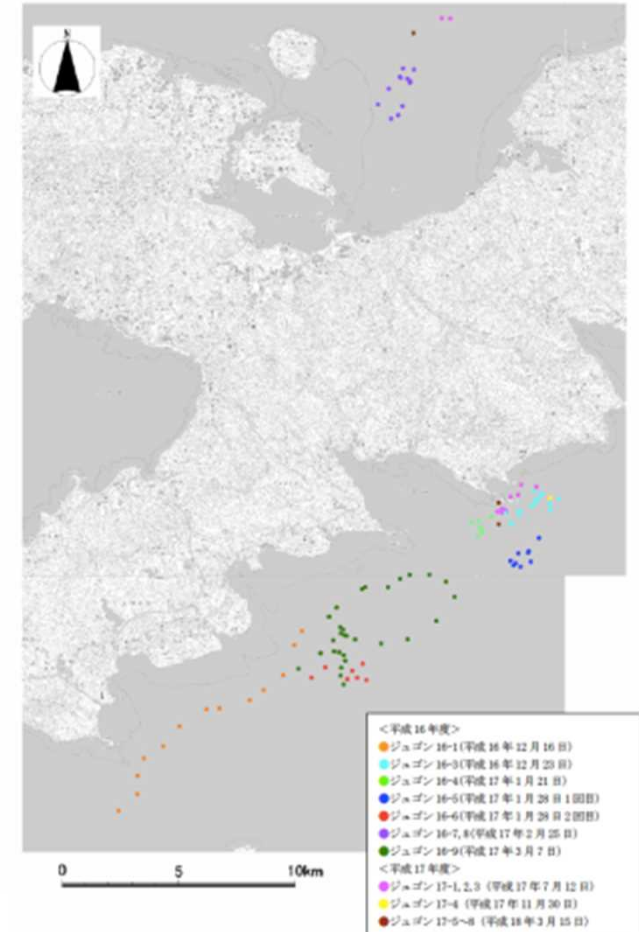 N
0 5 10km
＜平成16年度＞
ジュゴン16-1(平成16年12月16日)
ジュゴン16-3(平成16年12月23日)
ジュゴン16-4(平成17年1月21日)
ジュゴン16-5(平成17年1月28日1回目)
ジュゴン16-6(平成17年1月28日2回目)
ジュゴン16-7,8(平成17年2月25日)
ジュゴン16-9(平成17年3月7日)
＜平成17年度＞
ジュゴン17-1,2,3 (平成17年7月12日)
ジュゴン17-4 (平成17年11月30日)
ジュゴン17-5～8 (平成18年3月15日)